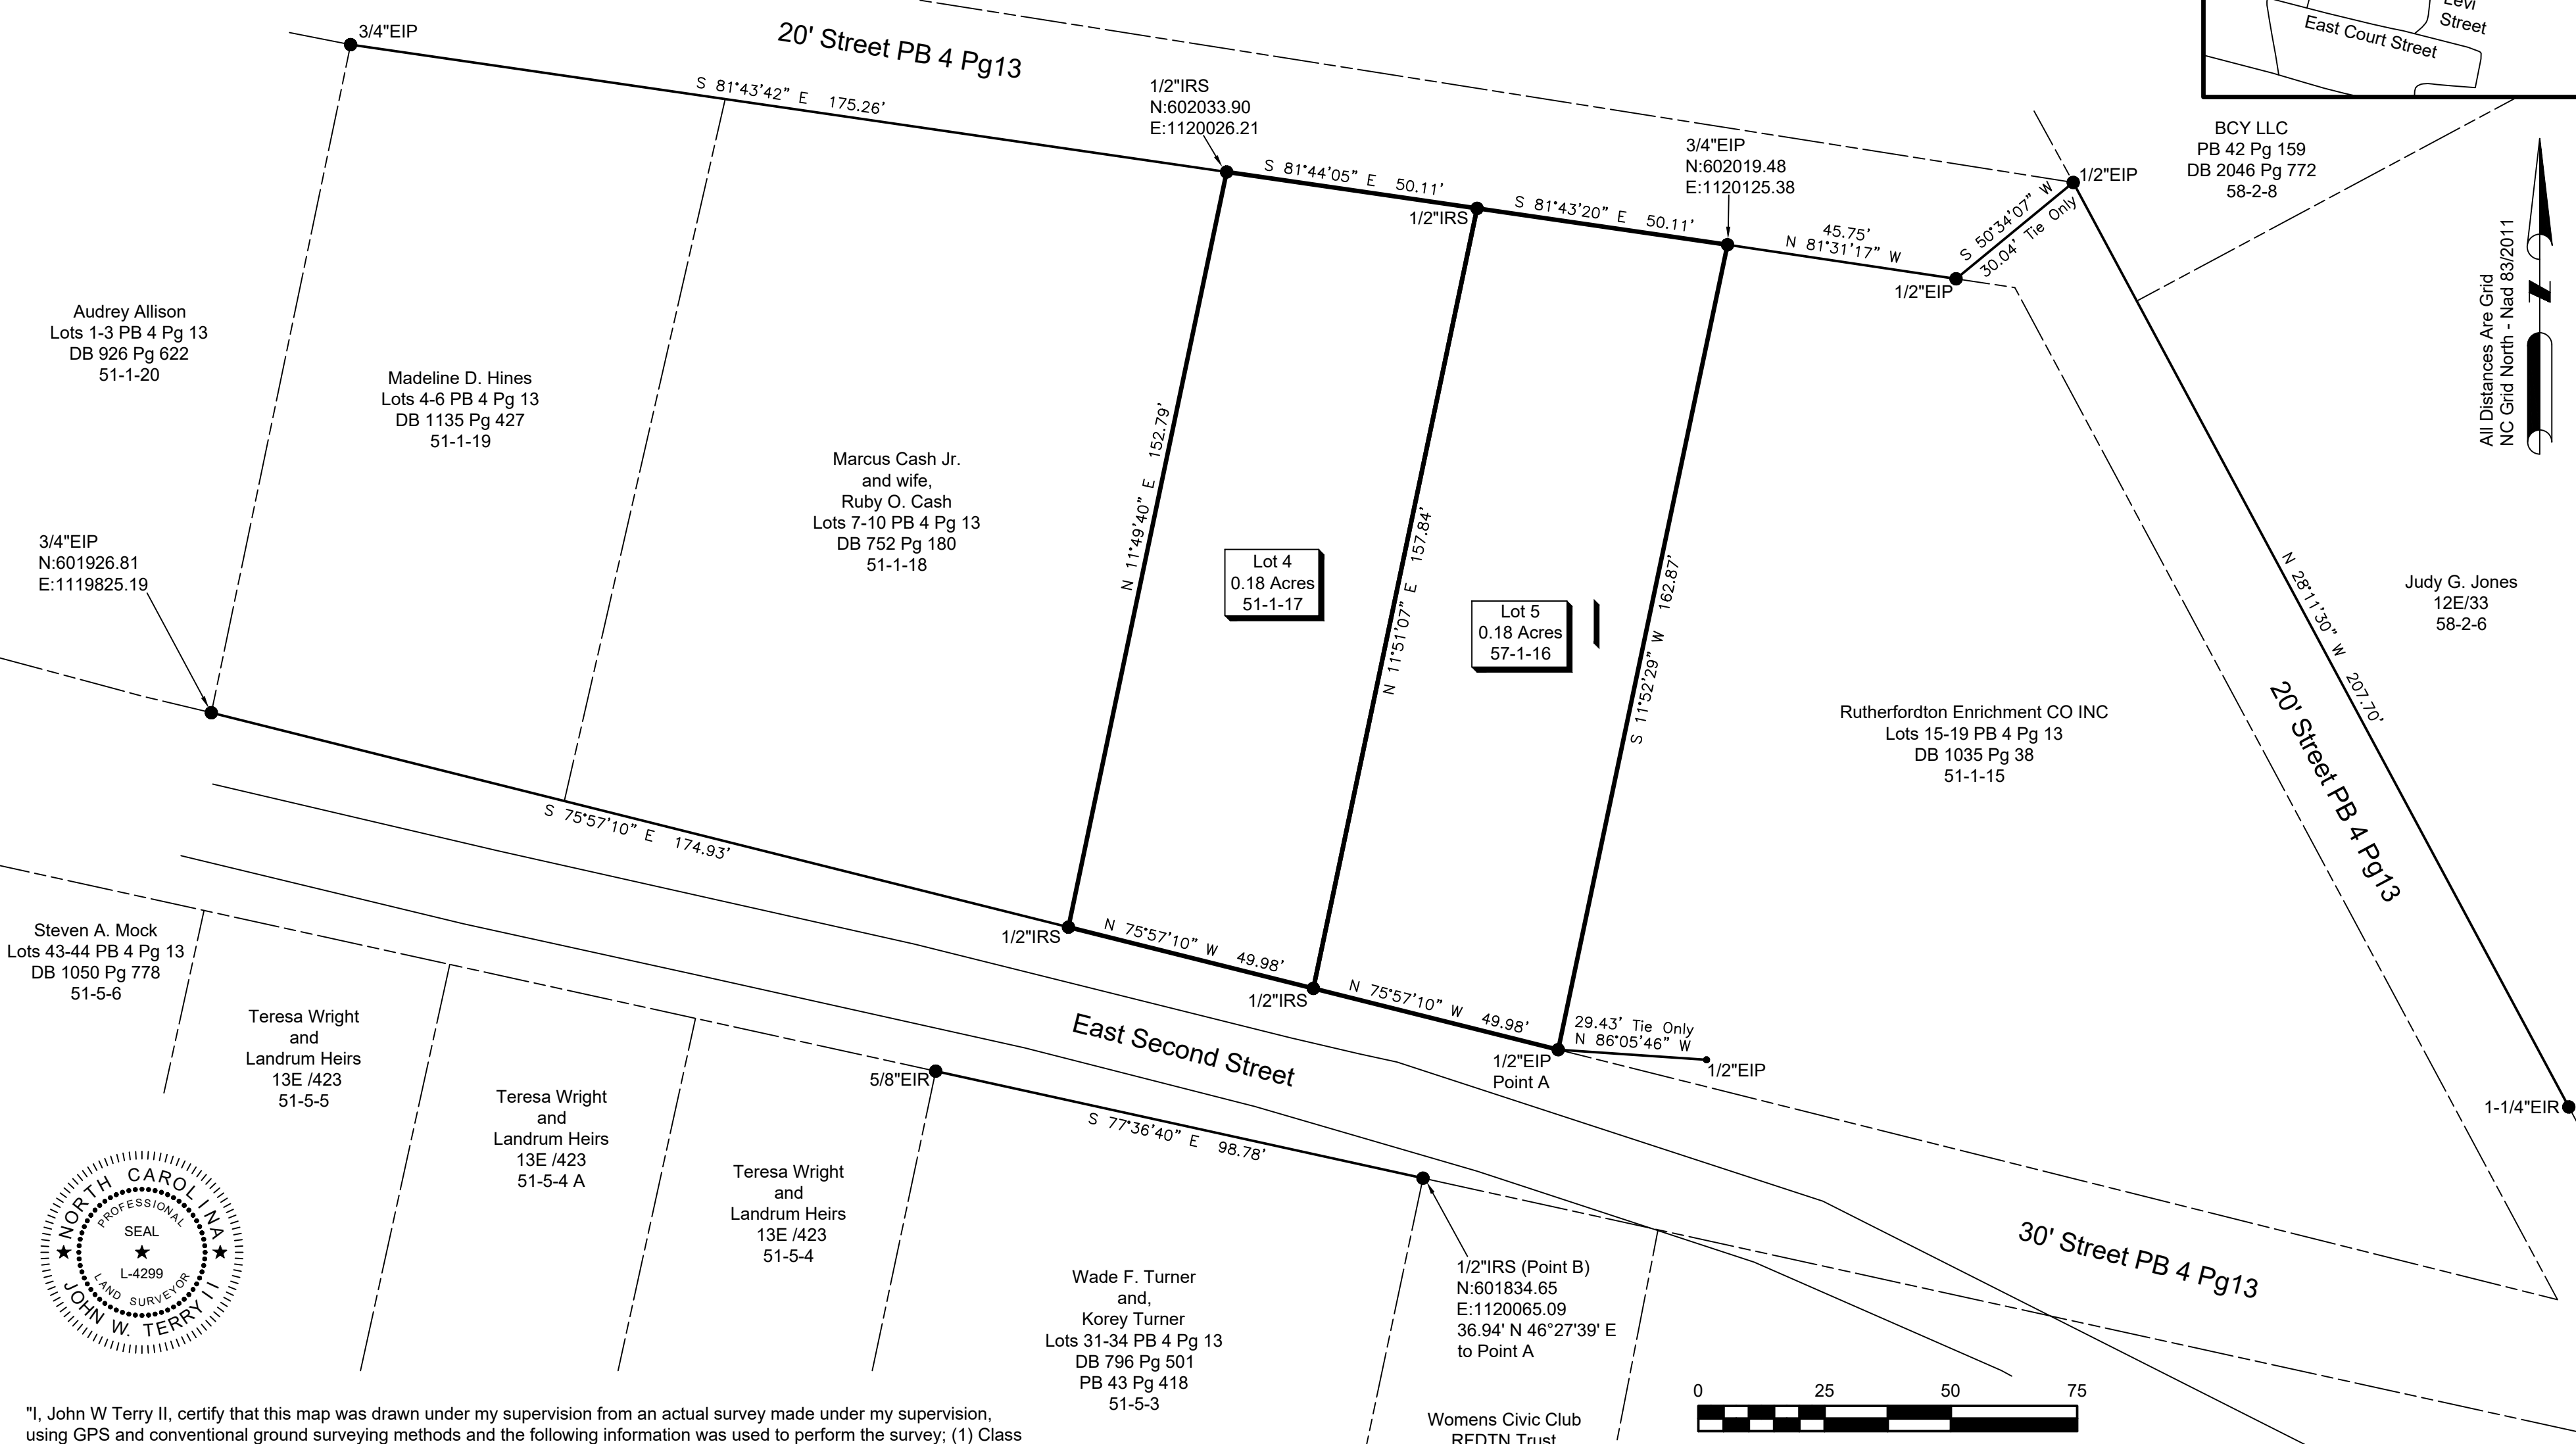 3/4"EIP
20' Street PB 4 Pg13
S 81°43'42" E 175.26'
1/2"IRS
N:602033.90
E:1120026.21
S 81°44'05" E 50.11'
1/2"IRS
3/4"EIP
N:602019.48
E:1120125.38
S 81°43'20" E 50.11'
45.75'
N 81°31'17" W
1/2"EIP
S 50°34'07" W
30.04' Tie Only
1/2"EIP
Levi
Street
East Court Street
BCY LLC
PB 42 Pg 159
DB 2046 Pg 772
58-2-8
All Distances Are Grid
NC Grid North - Nad 83/2011
Audrey Allison
Lots 1-3 PB 4 Pg 13
DB 926 Pg 622
51-1-20
Madeline D. Hines
Lots 4-6 PB 4 Pg 13
DB 1135 Pg 427
51-1-19
Marcus Cash Jr.
and wife,
Ruby O. Cash
Lots 7-10 PB 4 Pg 13
DB 752 Pg 180
51-1-18
3/4"EIP
N:601926.81
E:1119825.19
N 11°49'40" E 152.79'
Lot 4
0.18 Acres
51-1-17
N 11°51'07" E 157.84'
Lot 5
0.18 Acres
57-1-16
S 11°52'29" W 162.87'
Rutherfordton Enrichment CO INC
Lots 15-19 PB 4 Pg 13
DB 1035 Pg 38
51-1-15
N 28°11'30" W 207.70'
Judy G. Jones
12E/33
58-2-6
20' Street PB 4 Pg13
S 75°57'10" E 174.93'
1/2"IRS
N 75°57'10" W 49.98'
1/2"IRS
N 75°57'10" W 49.98'
29.43' Tie Only
N 86°05'46" W
1/2"EIP
Point A
1/2"EIP
1-1/4"EIR
East Second Street
5/8"EIR
S 77°36'40" E 98.78'
30' Street PB 4 Pg13
Steven A. Mock
Lots 43-44 PB 4 Pg 13
DB 1050 Pg 778
51-5-6
Teresa Wright
and
Landrum Heirs
13E /423
51-5-5
Teresa Wright
and
Landrum Heirs
13E /423
51-5-4 A
Teresa Wright
and
Landrum Heirs
13E /423
51-5-4
Wade F. Turner
and,
Korey Turner
Lots 31-34 PB 4 Pg 13
DB 796 Pg 501
PB 43 Pg 418
51-5-3
1/2"IRS (Point B)
N:601834.65
E:1120065.09
36.94' N 46°27'39' E
to Point A
Womens Civic Club
RFDTN Trust
NORTH CAROLINA
PROFESSIONAL
SEAL
L-4299
LAND SURVEYOR
JOHN W. TERRY II
0 25 50 75
"I, John W Terry II, certify that this map was drawn under my supervision from an actual survey made under my supervision,
using GPS and conventional ground surveying methods and the following information was used to perform the survey; (1) Class